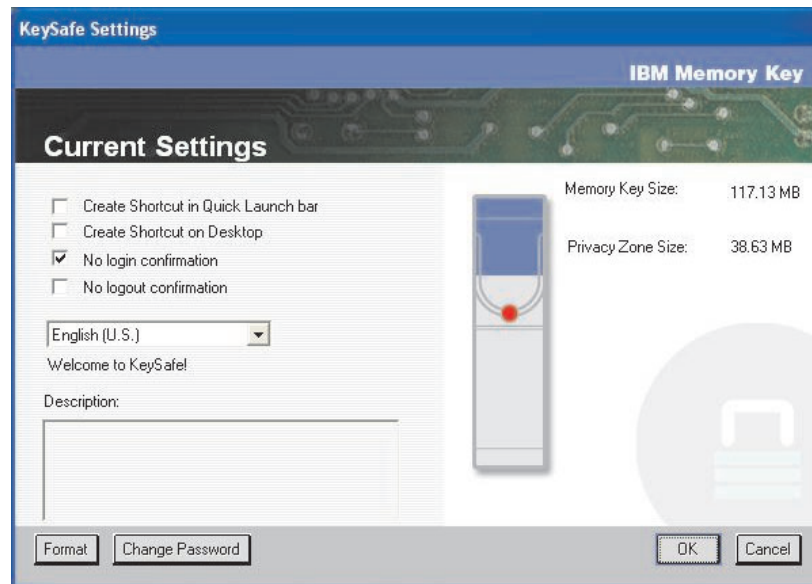 KeySafe Settings
IBM Memory Key
Current Settings
Create Shortcut in Quick Launch bar
Create Shortcut on Desktop
No login confirmation
No logout confirmation
English (U.S.)
Welcome to KeySafe!
Description:
Memory Key Size: 117.13 MB
Privacy Zone Size: 38.63 MB
Format Change Password OK Cancel